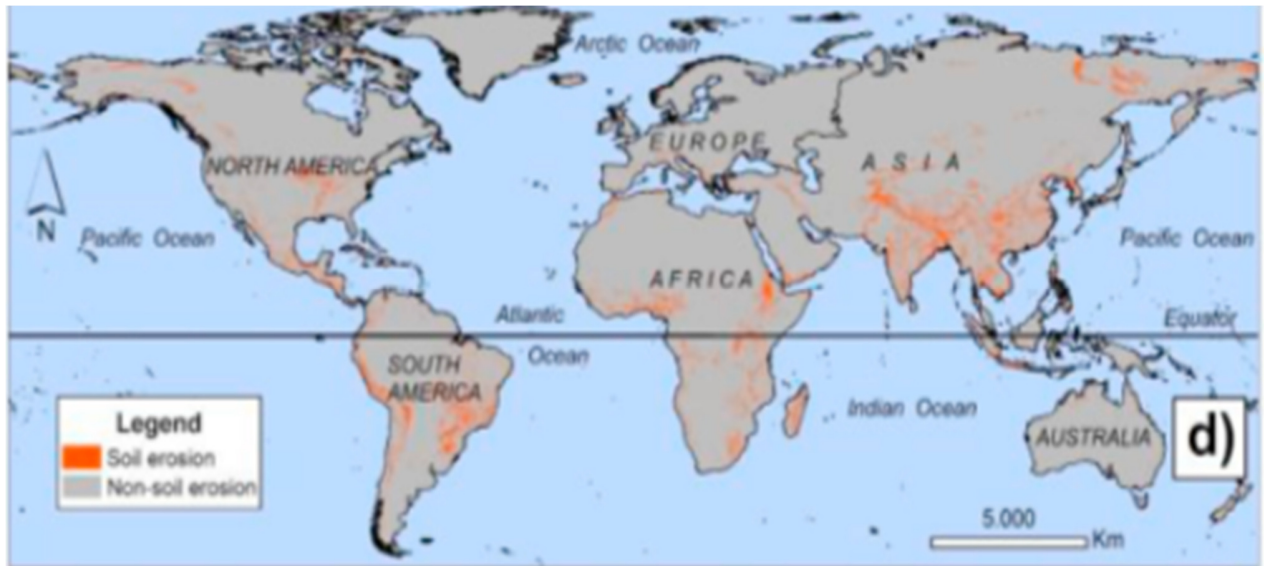 Arctic Ocean
EUROPE
NORTH AMERICA
ASIA
N
Pacific Ocean
Pacific Ocean
AFRICA
Atlantic
Ocean
Equator
SOUTH
AMERICA
Indian Ocean
AUSTRALIA
d)
Legend
Soil erosion
Non-soil erosion
5.000
Km